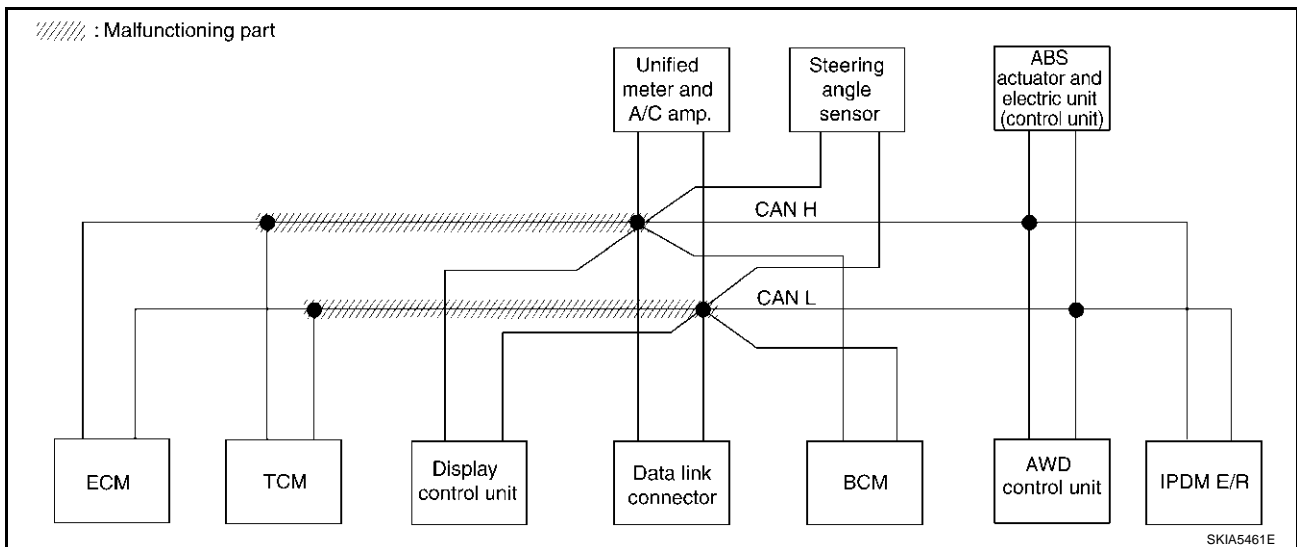 : Malfunctioning part
Unified
meter and
A/C amp.
Steering
angle
sensor
ABS
actuator and
electric unit
(control unit)
CAN H
CAN L
ECM
TCM
Display
control unit
Data link
connector
BCM
AWD
control unit
IPDM E/R
SKIA5461E